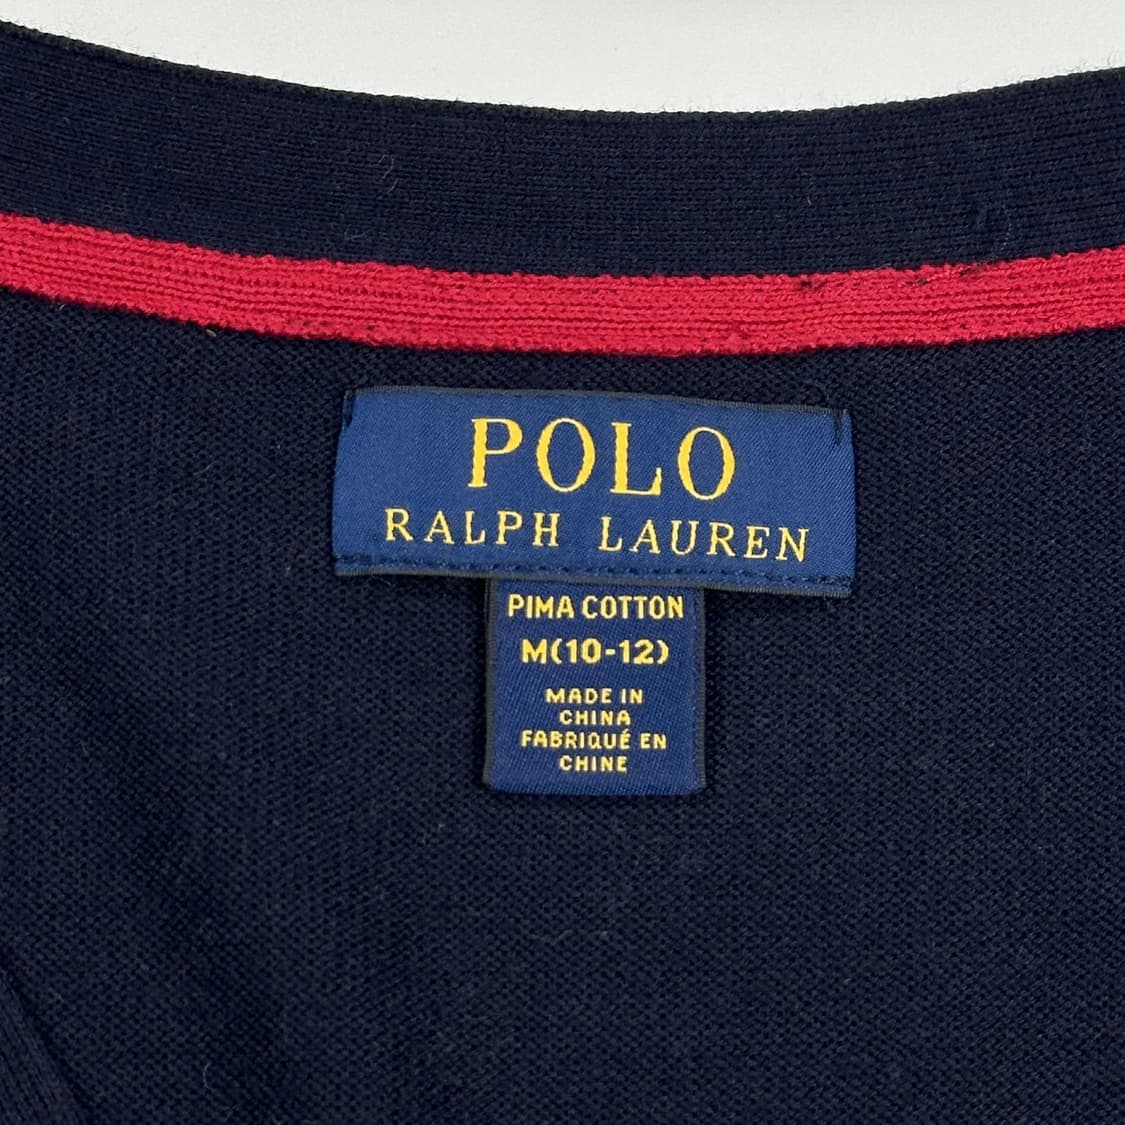 POLO
RALPH LAUREN
PIMA COTTON
M(10-12)
MADE IN
CHINA
FABRIQUÉ EN
CHINE